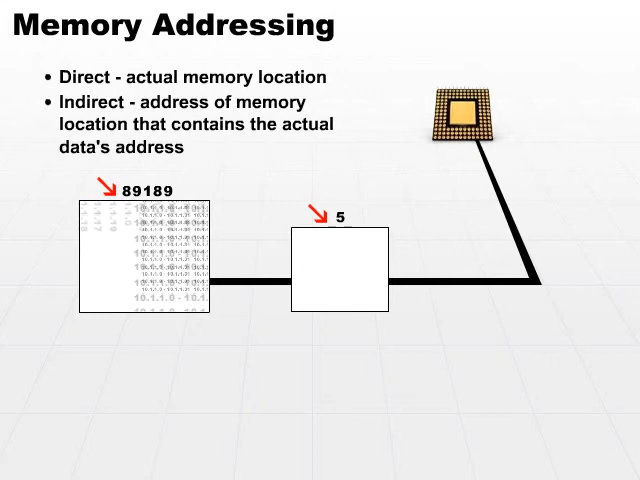 Memory Addressing
• Direct - actual memory location
• Indirect - address of memory
location that contains the actual
data's address
89189
5